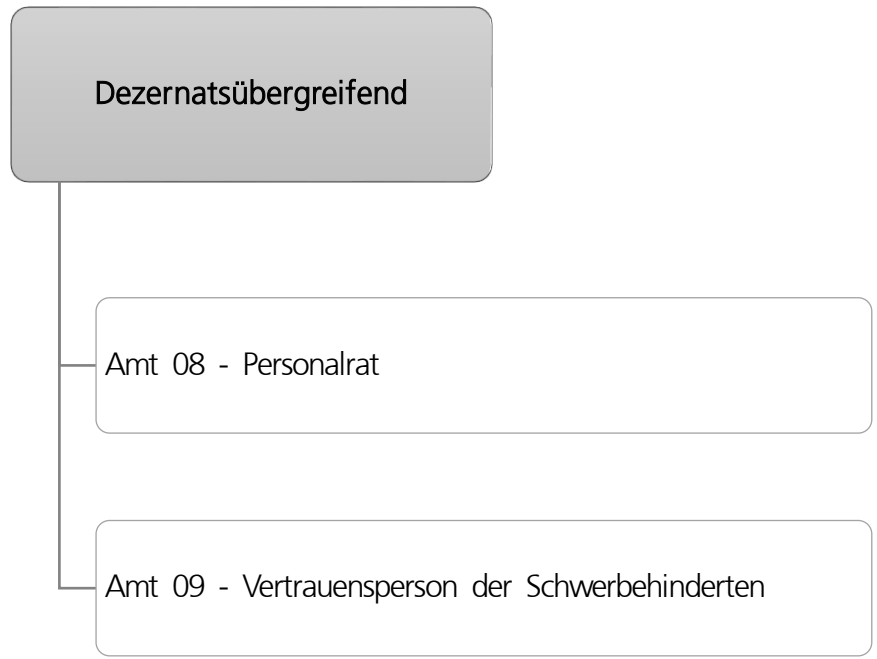 Dezernatsübergreifend
Amt 08 - Personalrat
Amt 09 - Vertrauensperson der Schwerbehinderten